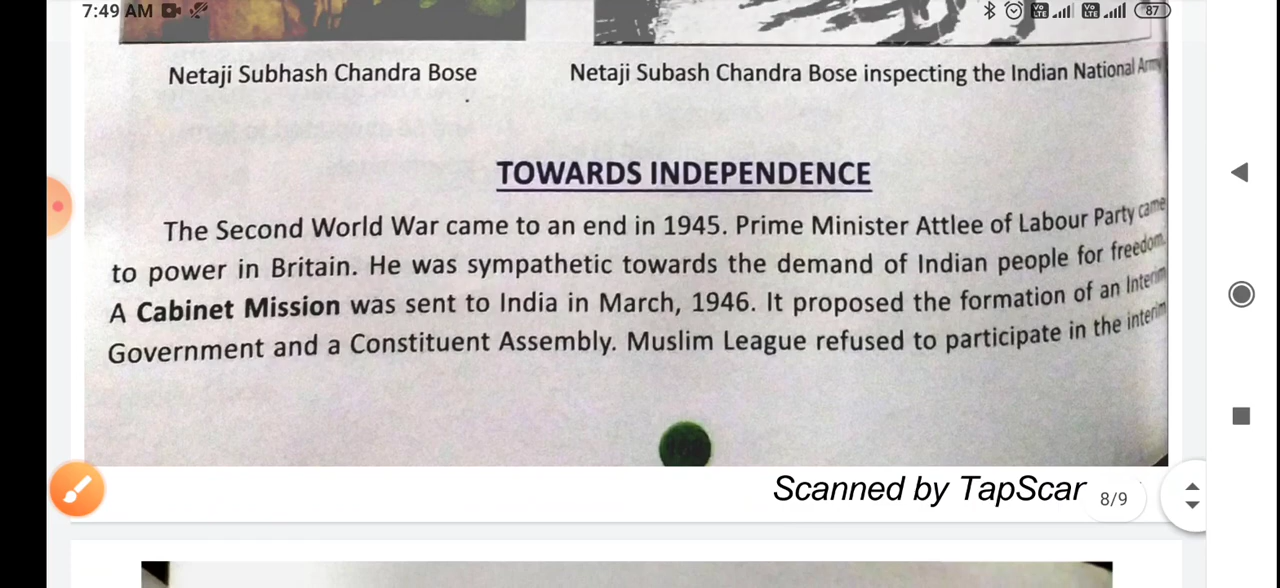 7:49 AM
VO LTE VO LTE 87
Netaji Subhash Chandra Bose
Netaji Subash Chandra Bose inspecting the Indian National Army
TOWARDS INDEPENDENCE
The Second World War came to an end in 1945. Prime Minister Attlee of Labour Party came
to power in Britain. He was sympathetic towards the demand of Indian people for freedom.
A Cabinet Mission was sent to India in March, 1946. It proposed the formation of an Interim
Government and a Constituent Assembly. Muslim League refused to participate in the interim
Scanned by TapScar
8/9